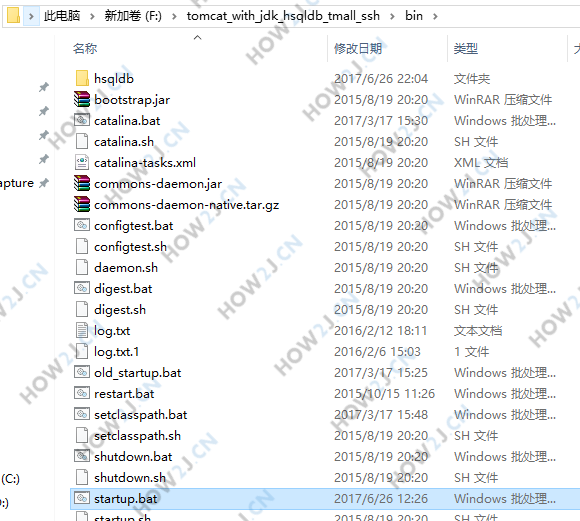 此电脑 > 新加卷 (F:) > tomcat_with_jdk_hsqldb_tmall_ssh > bin >
名称 修改日期 类型 大
hsqldb 2017/6/26 22:04 文件夹
bootstrap.jar 2015/8/19 20:20 WinRAR 压缩文件
catalina.bat 2017/3/17 15:30 Windows 批处理...
catalina.sh 2015/8/19 20:20 SH 文件
catalina-tasks.xml 2015/8/19 20:20 XML 文档
apture commons-daemon.jar 2015/8/19 20:20 WinRAR 压缩文件
commons-daemon-native.tar.gz 2015/8/19 20:20 WinRAR 压缩文件
configtest.bat 2015/8/19 20:20 Windows 批处理...
configtest.sh 2015/8/19 20:20 SH 文件
daemon.sh 2015/8/19 20:20 SH 文件
digest.bat 2015/8/19 20:20 Windows 批处理...
digest.sh 2015/8/19 20:20 SH 文件
log.txt 2016/2/12 18:11 文本文档
log.txt.1 2016/2/6 15:03 1 文件
old_startup.bat 2017/3/17 15:25 Windows 批处理...
restart.bat 2015/10/15 11:26 Windows 批处理...
setclasspath.bat 2017/3/17 15:48 Windows 批处理...
setclasspath.sh 2015/8/19 20:20 SH 文件
shutdown.bat 2015/8/19 20:20 Windows 批处理...
(C:) shutdown.sh 2015/8/19 20:20 SH 文件
:) startup.bat 2017/6/26 12:26 Windows 批处理...
startup.sh 2015/8/19 20:20 SH 文件
HOW2J.CN